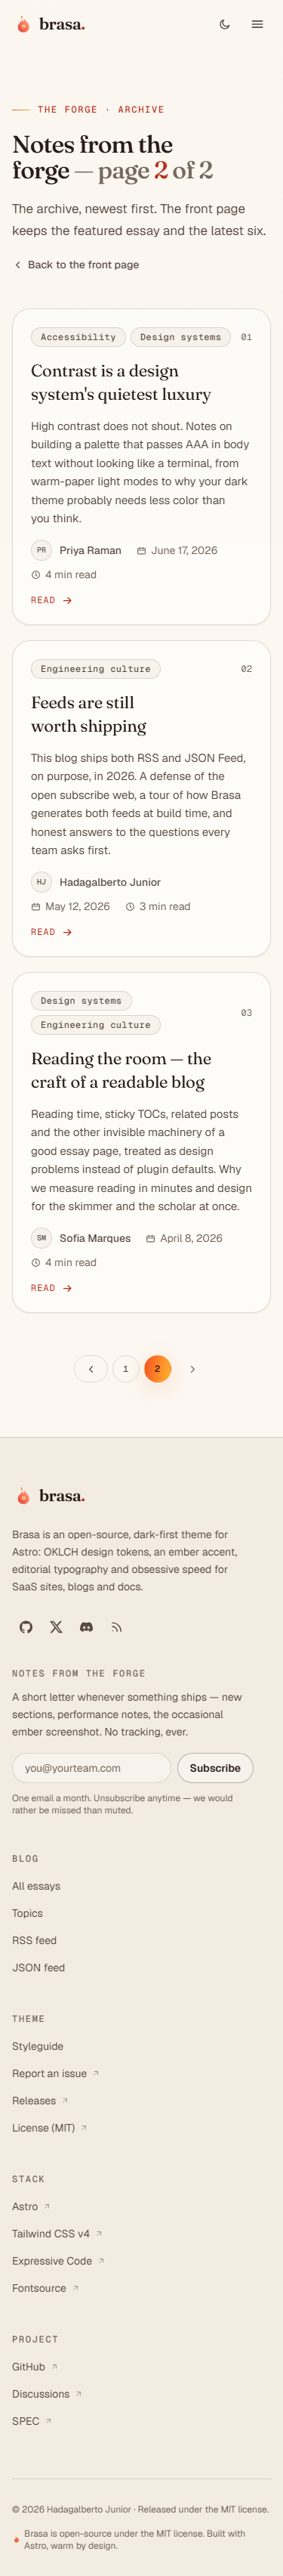 brasa.
THE FORGE · ARCHIVE
Notes from the
forge — page 2 of 2
The archive, newest first. The front page
keeps the featured essay and the latest six.
Back to the front page
Accessibility Design systems 01
Contrast is a design
system's quietest luxury
High contrast does not shout. Notes on
building a palette that passes AAA in body
text without looking like a terminal, from
warm-paper light modes to why your dark
theme probably needs less color than
you think.
PR Priya Raman June 17, 2026
4 min read
READ →
Engineering culture 02
Feeds are still
worth shipping
This blog ships both RSS and JSON Feed,
on purpose, in 2026. A defense of the
open subscribe web, a tour of how Brasa
generates both feeds at build time, and
honest answers to the questions every
team asks first.
HJ Hadagalberto Junior
May 12, 2026 3 min read
READ →
Design systems
Engineering culture 03
Reading the room — the
craft of a readable blog
Reading time, sticky TOCs, related posts
and the other invisible machinery of a
good essay page, treated as design
problems instead of plugin defaults. Why
we measure reading in minutes and design
for the skimmer and the scholar at once.
SM Sofia Marques April 8, 2026
4 min read
READ →
1 2
brasa.
Brasa is an open-source, dark-first theme for
Astro: OKLCH design tokens, an ember accent,
editorial typography and obsessive speed for
SaaS sites, blogs and docs.
NOTES FROM THE FORGE
A short letter whenever something ships — new
sections, performance notes, the occasional
ember screenshot. No tracking, ever.
you@yourteam.com Subscribe
One email a month. Unsubscribe anytime — we would
rather be missed than muted.
BLOG
All essays
Topics
RSS feed
JSON feed
THEME
Styleguide
Report an issue ↗
Releases ↗
License (MIT) ↗
STACK
Astro ↗
Tailwind CSS v4 ↗
Expressive Code ↗
Fontsource ↗
PROJECT
GitHub ↗
Discussions ↗
SPEC ↗
© 2026 Hadagalberto Junior · Released under the MIT license.
Brasa is open-source under the MIT license. Built with
Astro, warm by design.